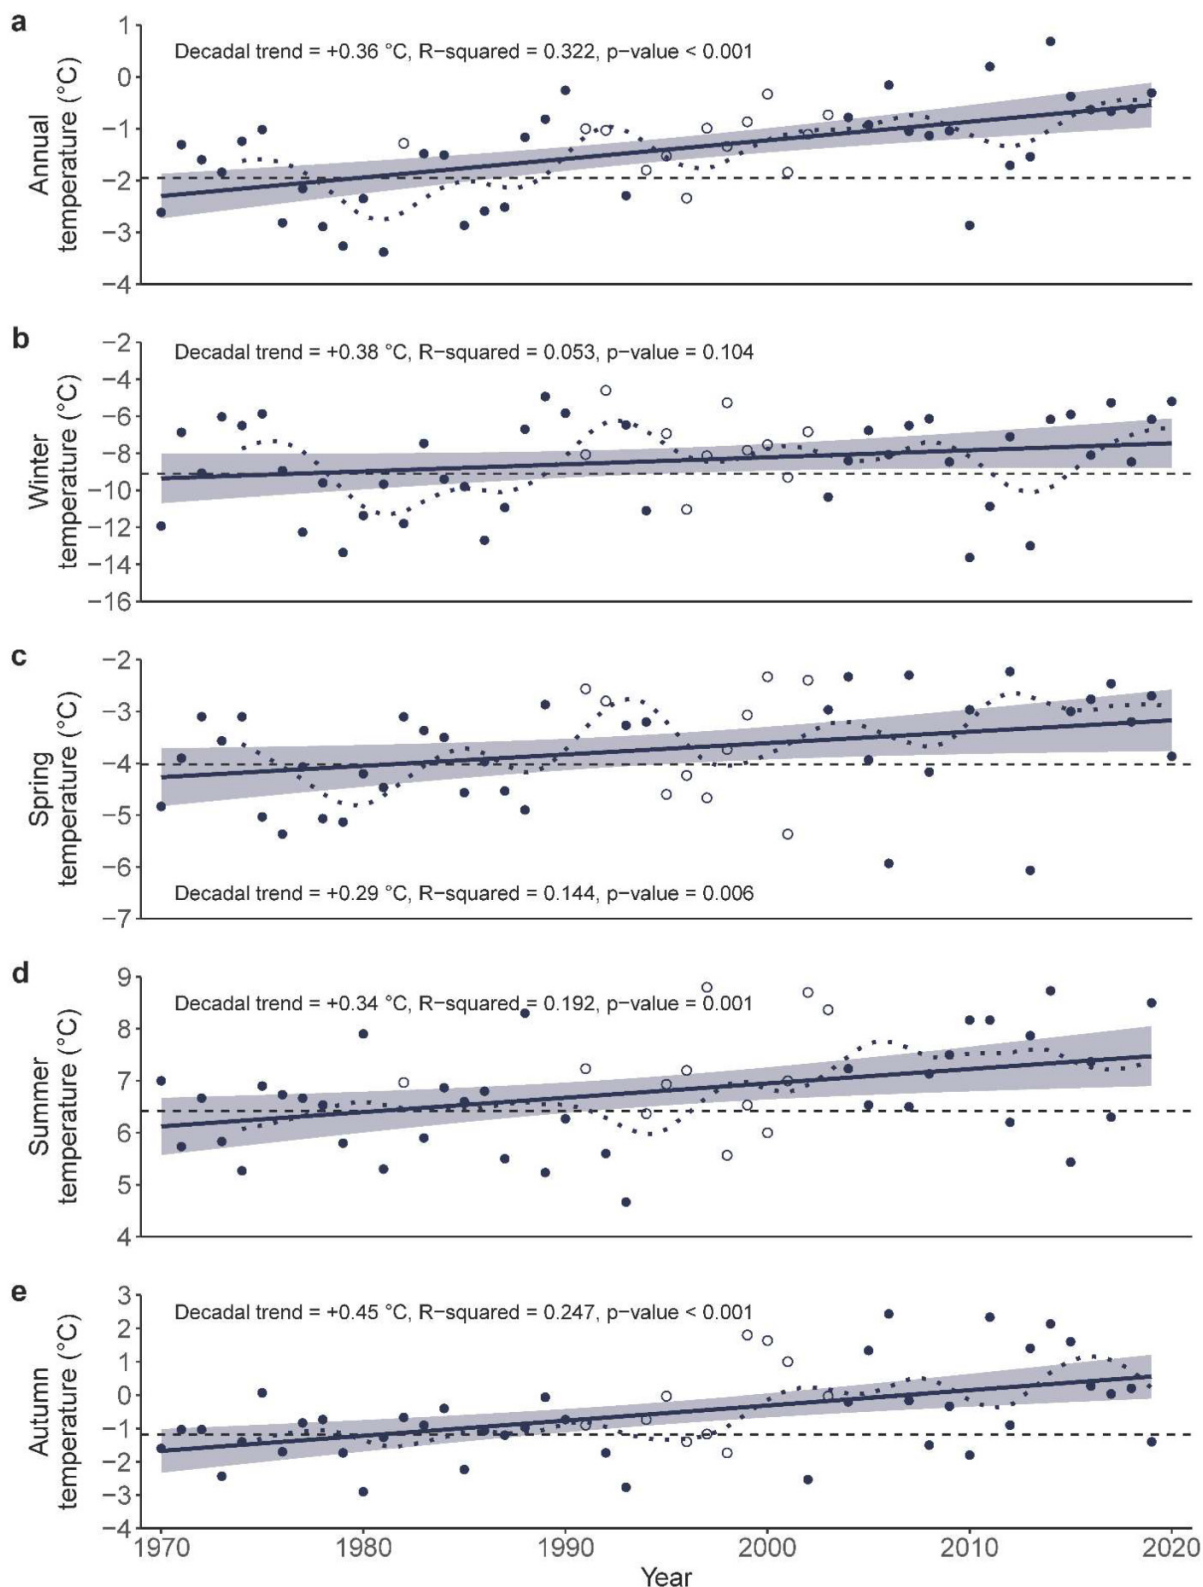 a
Annual
temperature (°C)
1
0
−1
−2
−3
−4
Decadal trend = +0.36 °C, R−squared = 0.322, p−value < 0.001
b
Winter
temperature (°C)
−2
−4
−6
−8
−10
−12
−14
−16
Decadal trend = +0.38 °C, R−squared = 0.053, p−value = 0.104
c
Spring
temperature (°C)
−2
−3
−4
−5
−6
−7
Decadal trend = +0.29 °C, R−squared = 0.144, p−value = 0.006
d
Summer
temperature (°C)
9
8
7
6
5
4
Decadal trend = +0.34 °C, R−squared = 0.192, p−value = 0.001
e
Autumn
temperature (°C)
3
2
1
0
−1
−2
−3
−4
Decadal trend = +0.45 °C, R−squared = 0.247, p−value < 0.001
1970 1980 1990 2000 2010 2020
Year